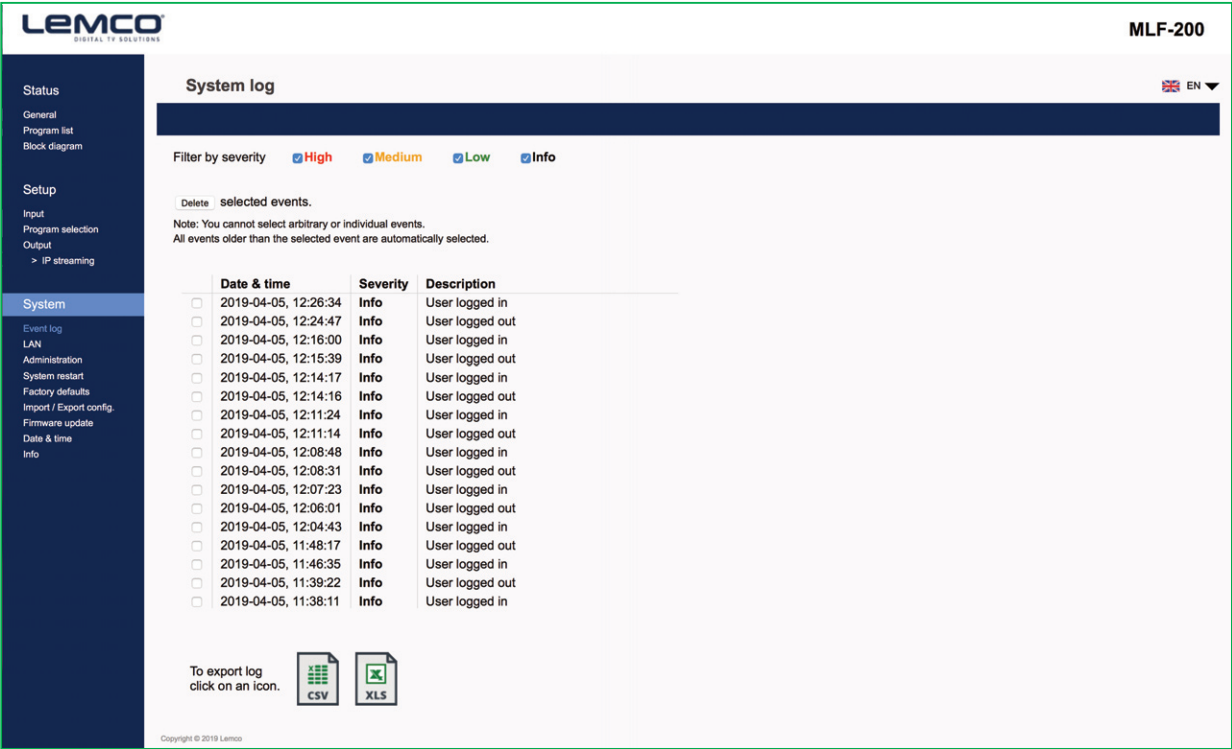 Lemco
DIGITAL TV SOLUTIONS
MLF-200
Status
General
Program list
Block diagram
Setup
Input
Program selection
Output
> IP streaming
System
Event log
LAN
Administration
System restart
Factory defaults
Import / Export config.
Firmware update
Date & time
Info
System log
EN
Filter by severity High Medium Low Info
Delete selected events.
Note: You cannot select arbitrary or individual events.
All events older than the selected event are automatically selected.
Date & time Severity Description
2019-04-05, 12:26:34 Info User logged in
2019-04-05, 12:24:47 Info User logged out
2019-04-05, 12:16:00 Info User logged in
2019-04-05, 12:15:39 Info User logged out
2019-04-05, 12:14:17 Info User logged in
2019-04-05, 12:14:16 Info User logged out
2019-04-05, 12:11:24 Info User logged in
2019-04-05, 12:11:14 Info User logged out
2019-04-05, 12:08:48 Info User logged in
2019-04-05, 12:08:31 Info User logged out
2019-04-05, 12:07:23 Info User logged in
2019-04-05, 12:06:01 Info User logged out
2019-04-05, 12:04:43 Info User logged in
2019-04-05, 11:48:17 Info User logged out
2019-04-05, 11:46:35 Info User logged in
2019-04-05, 11:39:22 Info User logged out
2019-04-05, 11:38:11 Info User logged in
To export log
click on an icon.
CSV
XLS
Copyright © 2019 Lemco